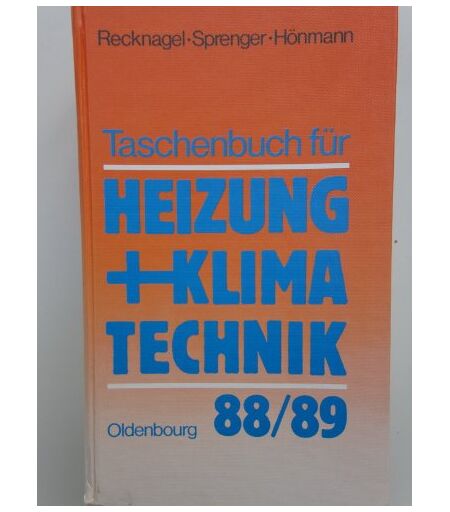 Recknagel·Sprenger·Hönmann
Taschenbuch für
HEIZUNG
+KLIMA
TECHNIK
Oldenbourg 88/89